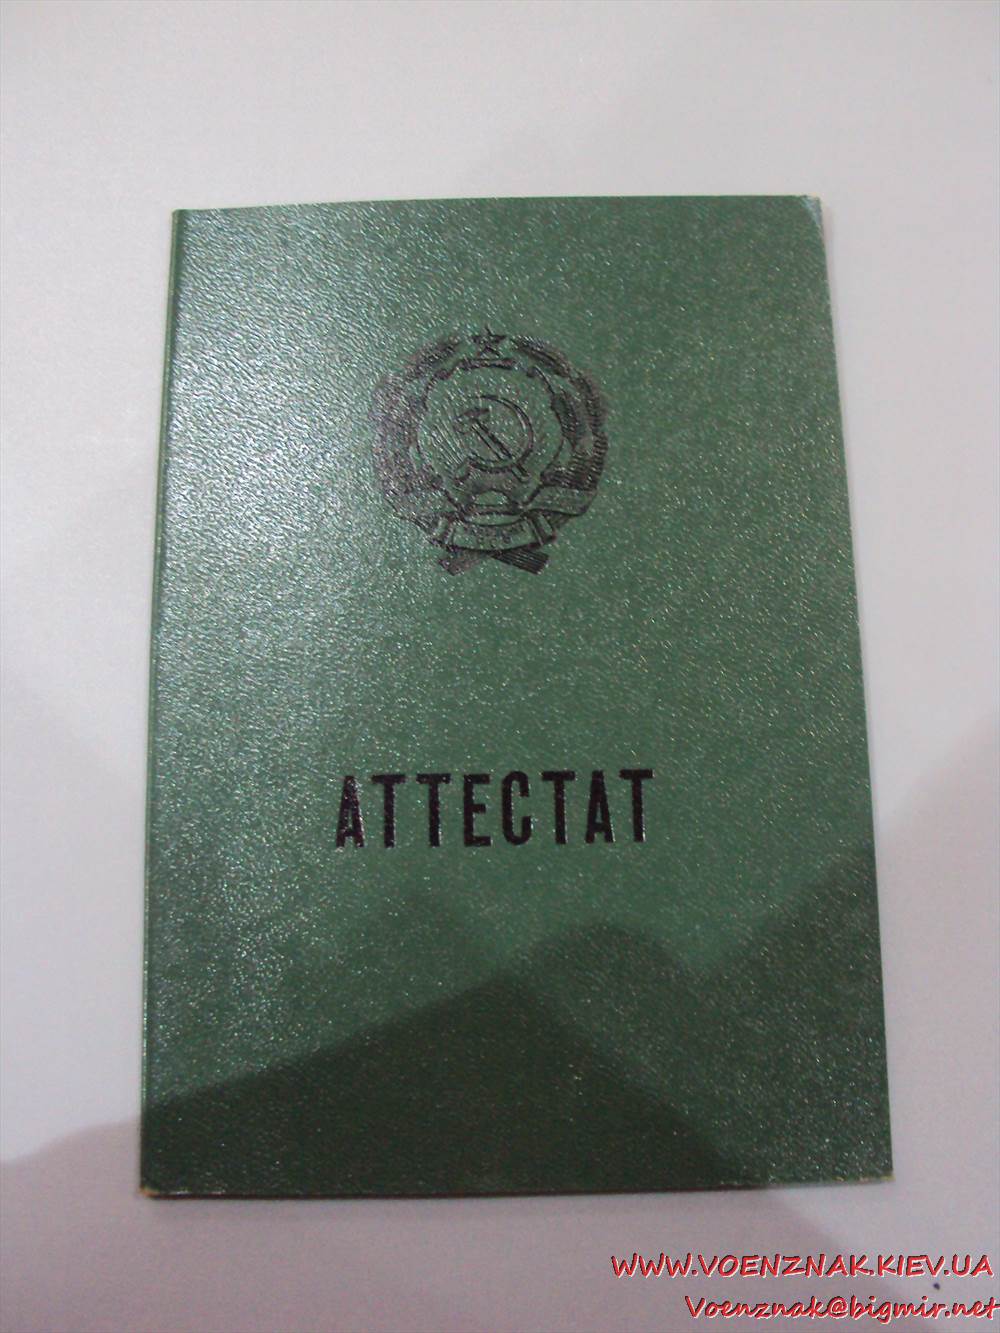 АТТЕСТАТ
WWW.VOENZNAK.KIEV.UA
Voenznak@bigmir.net